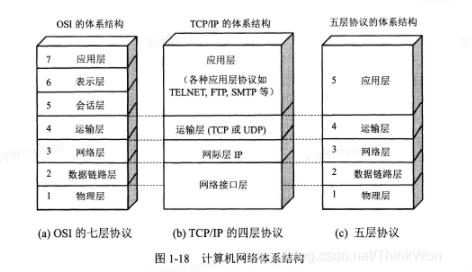 OSI 的体系结构
7 应用层
6 表示层
5 会话层
4 运输层
3 网络层
2 数据链路层
1 物理层
(a) OSI 的七层协议
TCP/IP 的体系结构
应用层
(各种应用层协议如
TELNET, FTP, SMTP 等)
运输层 (TCP 或 UDP)
网际层 IP
网络接口层
(b) TCP/IP 的四层协议
五层协议的体系结构
5 应用层
4 运输层
3 网络层
2 数据链路层
1 物理层
(c) 五层协议
图 1-18 计算机网络体系结构
csdn.net/ThinkWon